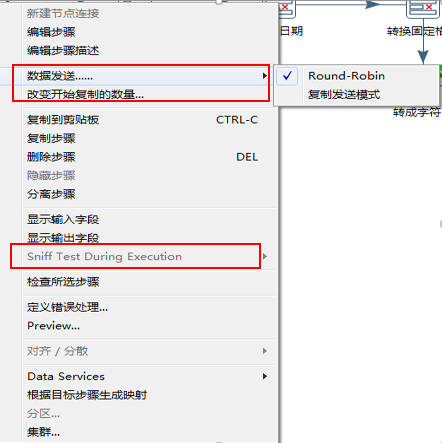 新建节点连接
编辑步骤
编辑步骤描述
数据发送......
改变开始复制的数量...
复制到剪贴板 CTRL-C
复制步骤
删除步骤 DEL
隐藏步骤
分离步骤
显示输入字段
显示输出字段
Sniff Test During Execution
检查所选步骤
定义错误处理...
Preview...
对齐 / 分散
Data Services
根据目标步骤生成映射
分区...
集群...
Round-Robin
复制发送模式
日期
转换固定格
转成字符